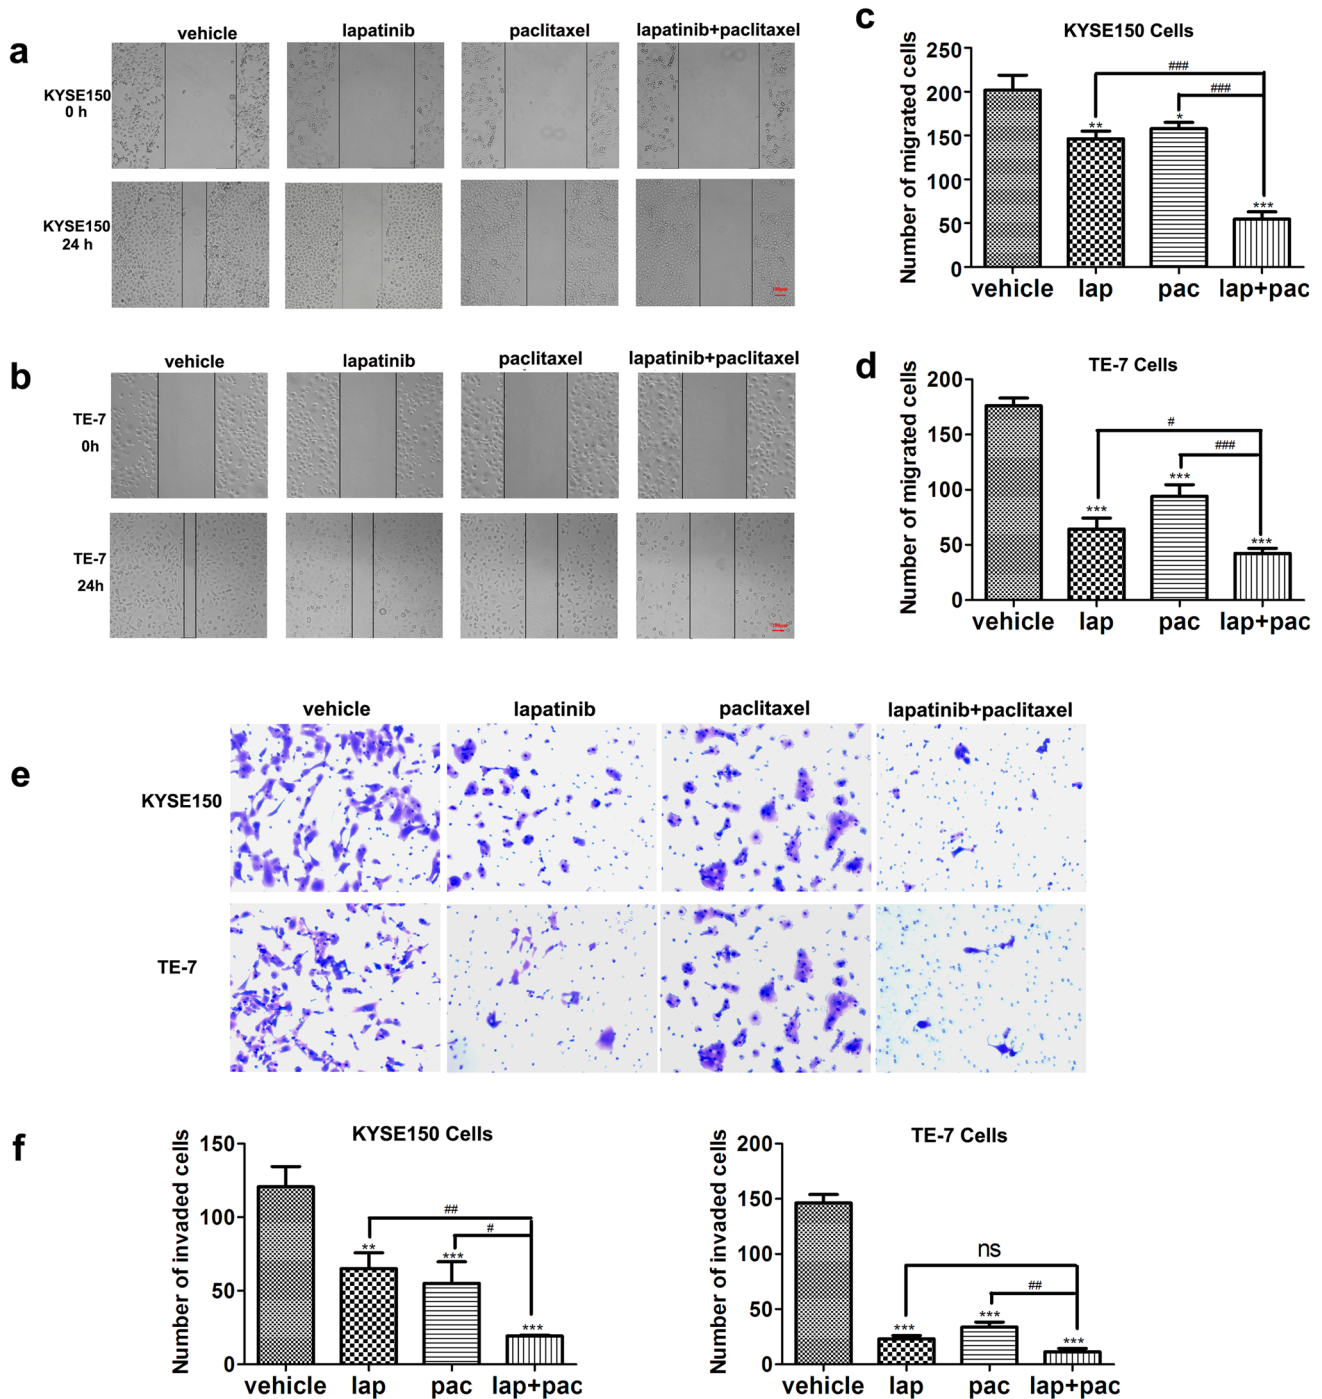 a
vehicle lapatinib paclitaxel lapatinib+paclitaxel
KYSE150
0 h
KYSE150
24 h
100μm
b
vehicle lapatinib paclitaxel lapatinib+paclitaxel
TE-7
0h
TE-7
24h
100μm
c
KYSE150 Cells
Number of migrated cells
250
200
150
100
50
0
###
###
** * ***
vehicle lap pac lap+pac
d
TE-7 Cells
Number of migrated cells
200
150
100
50
0
#
###
*** *** ***
vehicle lap pac lap+pac
e
vehicle lapatinib paclitaxel lapatinib+paclitaxel
KYSE150
TE-7
f
KYSE150 Cells
Number of invaded cells
150
100
50
0
##
#
** *** ***
vehicle lap pac lap+pac
TE-7 Cells
Number of invaded cells
200
150
100
50
0
ns
##
*** *** ***
vehicle lap pac lap+pac